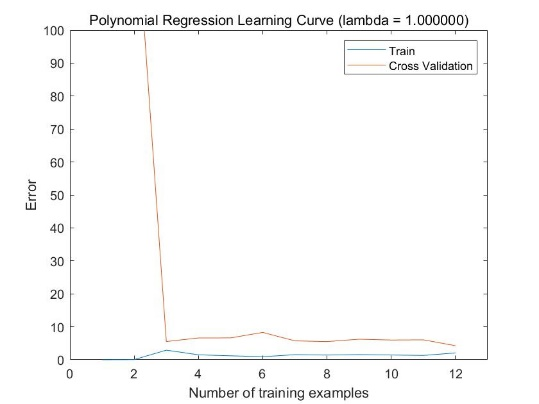 Polynomial Regression Learning Curve (lambda = 1.000000)
100
90
80
70
60
50
40
30
20
10
0
Error
Train
Cross Validation
0 2 4 6 8 10 12
Number of training examples